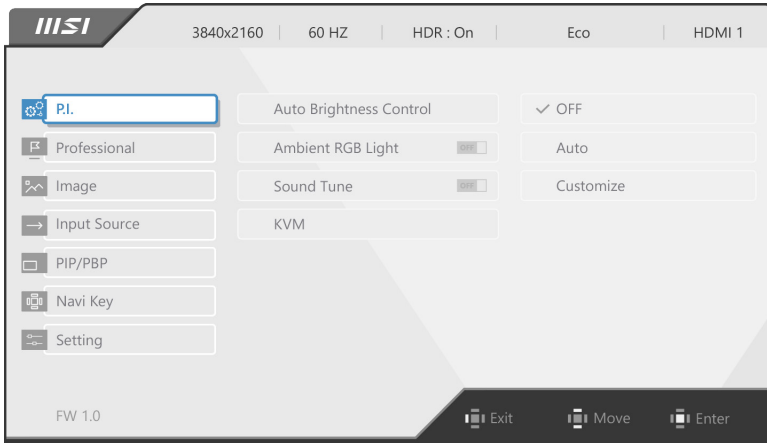 msi 3840x2160 60 HZ HDR : On Eco HDMI 1
P.I. Auto Brightness Control OFF
Professional Ambient RGB Light OFF Auto
Image Sound Tune OFF Customize
Input Source KVM
PIP/PBP
Navi Key
Setting
FW 1.0 Exit Move Enter